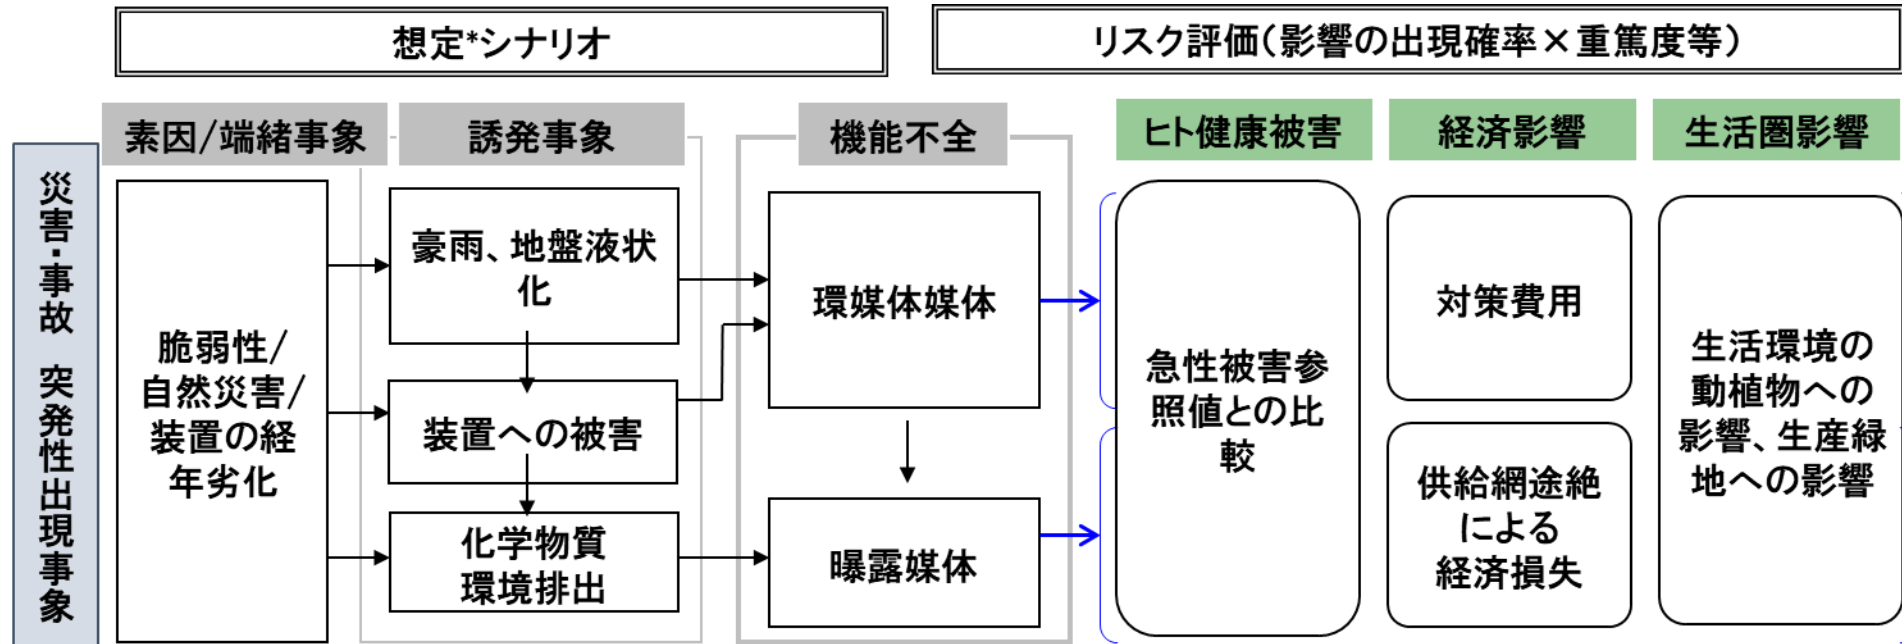 想定*シナリオ
リスク評価（影響の出現確率×重篤度等）
素因/端緒事象
誘発事象
機能不全
ヒト健康被害
経済影響
生活圏影響
災害・事故 突発性出現事象
脆弱性/
自然災害/
装置の経
年劣化
豪雨、地盤液状
化
装置への被害
化学物質
環境排出
環媒体媒体
曝露媒体
急性被害参
照値との比
較
対策費用
供給網途絶
による
経済損失
生活環境の
動植物への
影響、生産緑
地への影響